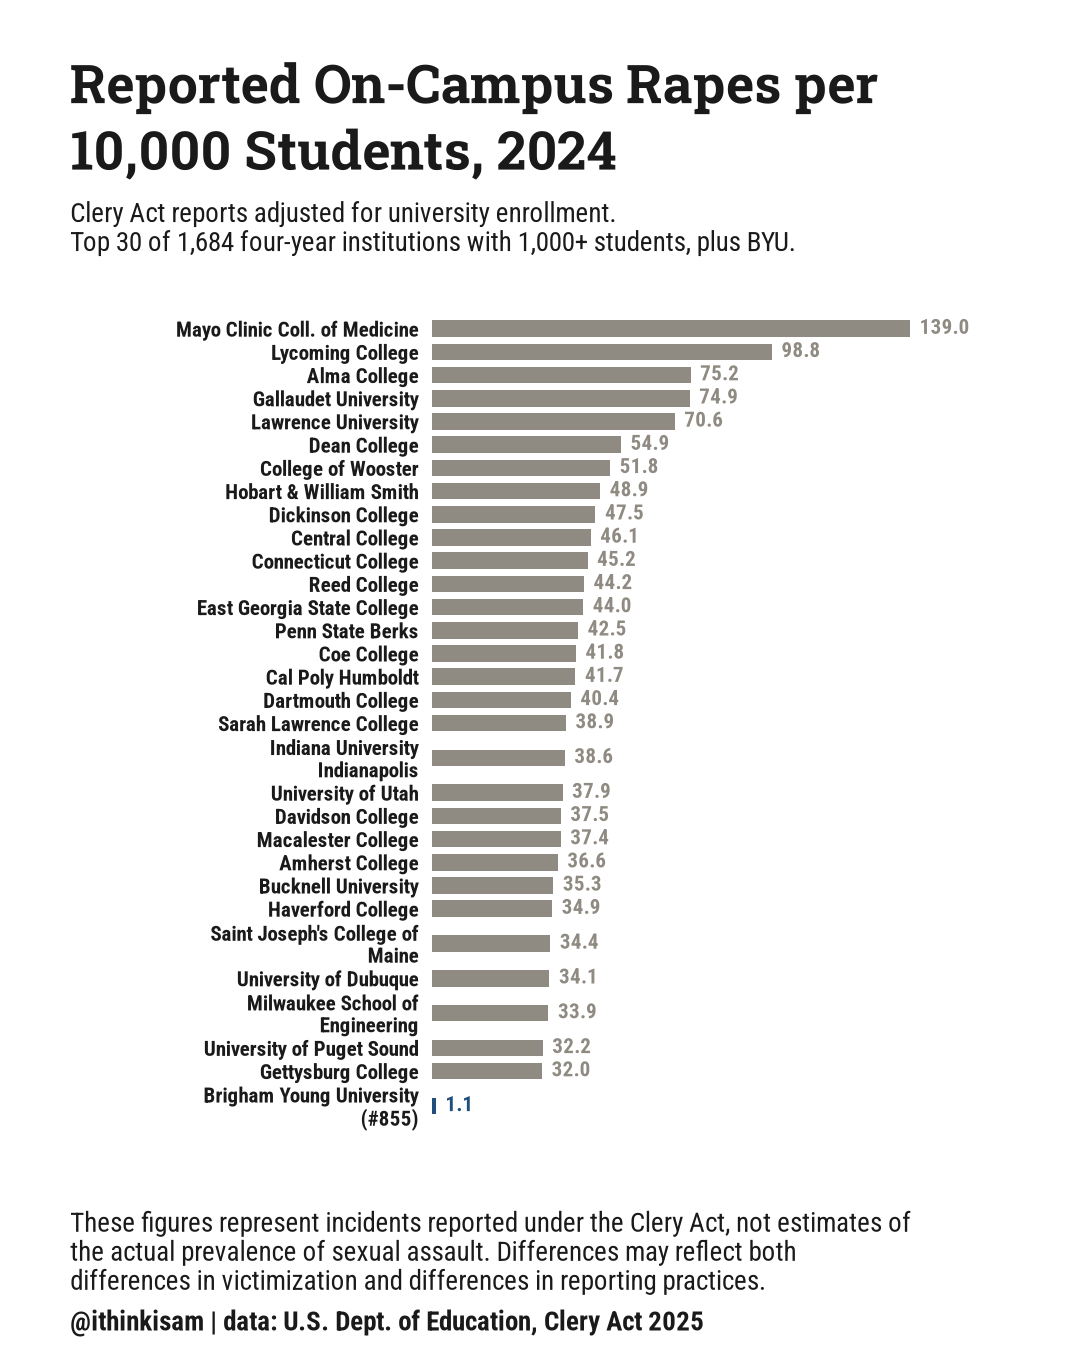 Reported On-Campus Rapes per
10,000 Students, 2024
Clery Act reports adjusted for university enrollment.
Top 30 of 1,684 four-year institutions with 1,000+ students, plus BYU.
Mayo Clinic Coll. of Medicine 139.0
Lycoming College 98.8
Alma College 75.2
Gallaudet University 74.9
Lawrence University 70.6
Dean College 54.9
College of Wooster 51.8
Hobart & William Smith 48.9
Dickinson College 47.5
Central College 46.1
Connecticut College 45.2
Reed College 44.2
East Georgia State College 44.0
Penn State Berks 42.5
Coe College 41.8
Cal Poly Humboldt 41.7
Dartmouth College 40.4
Sarah Lawrence College 38.9
Indiana University
Indianapolis 38.6
University of Utah 37.9
Davidson College 37.5
Macalester College 37.4
Amherst College 36.6
Bucknell University 35.3
Haverford College 34.9
Saint Joseph's College of
Maine 34.4
University of Dubuque 34.1
Milwaukee School of
Engineering 33.9
University of Puget Sound 32.2
Gettysburg College 32.0
Brigham Young University
(#855) 1.1
These figures represent incidents reported under the Clery Act, not estimates of
the actual prevalence of sexual assault. Differences may reflect both
differences in victimization and differences in reporting practices.
@ithinkisam | data: U.S. Dept. of Education, Clery Act 2025